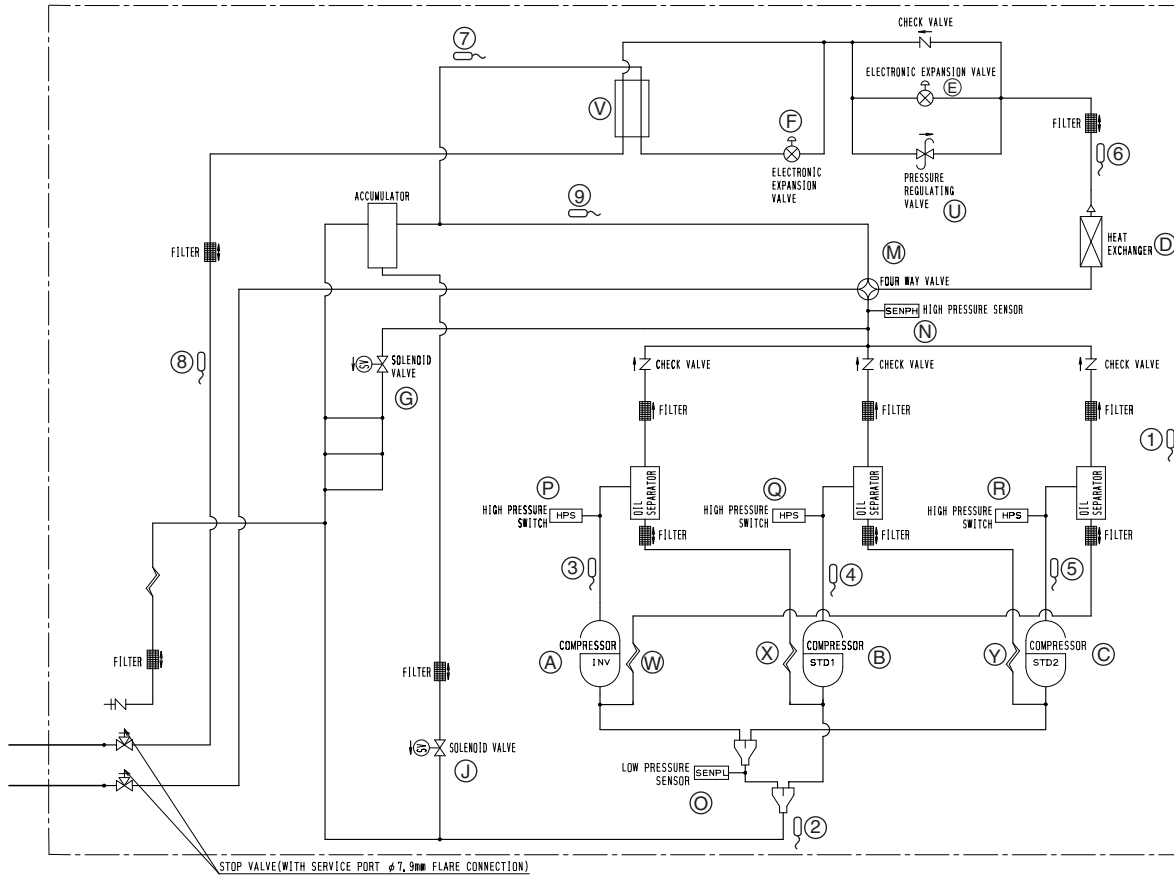 7
CHECK VALVE
ELECTRONIC EXPANSION VALVE
E
V
F
FILTER
6
ELECTRONIC
EXPANSION
VALVE
PRESSURE
REGULATING
VALVE
U
ACCUMULATOR
9
HEAT
EXCHANGER
D
FILTER
M
FOUR WAY VALVE
SENPH
HIGH PRESSURE SENSOR
N
8
SV
SOLENOID
VALVE
G
CHECK VALVE
CHECK VALVE
CHECK VALVE
FILTER
FILTER
FILTER
1
P
Q
R
OIL
SEPARATOR
OIL
SEPARATOR
OIL
SEPARATOR
HIGH PRESSURE
SWITCH
HPS
HIGH PRESSURE
SWITCH
HPS
HIGH PRESSURE
SWITCH
HPS
FILTER
FILTER
FILTER
3
4
5
COMPRESSOR
INV
A
W
X
COMPRESSOR
STD1
B
Y
COMPRESSOR
STD2
C
FILTER
FILTER
SV
SOLENOID VALVE
J
LOW PRESSURE
SENSOR
SENPL
O
2
STOP VALVE(WITH SERVICE PORT φ7,9mm FLARE CONNECTION)